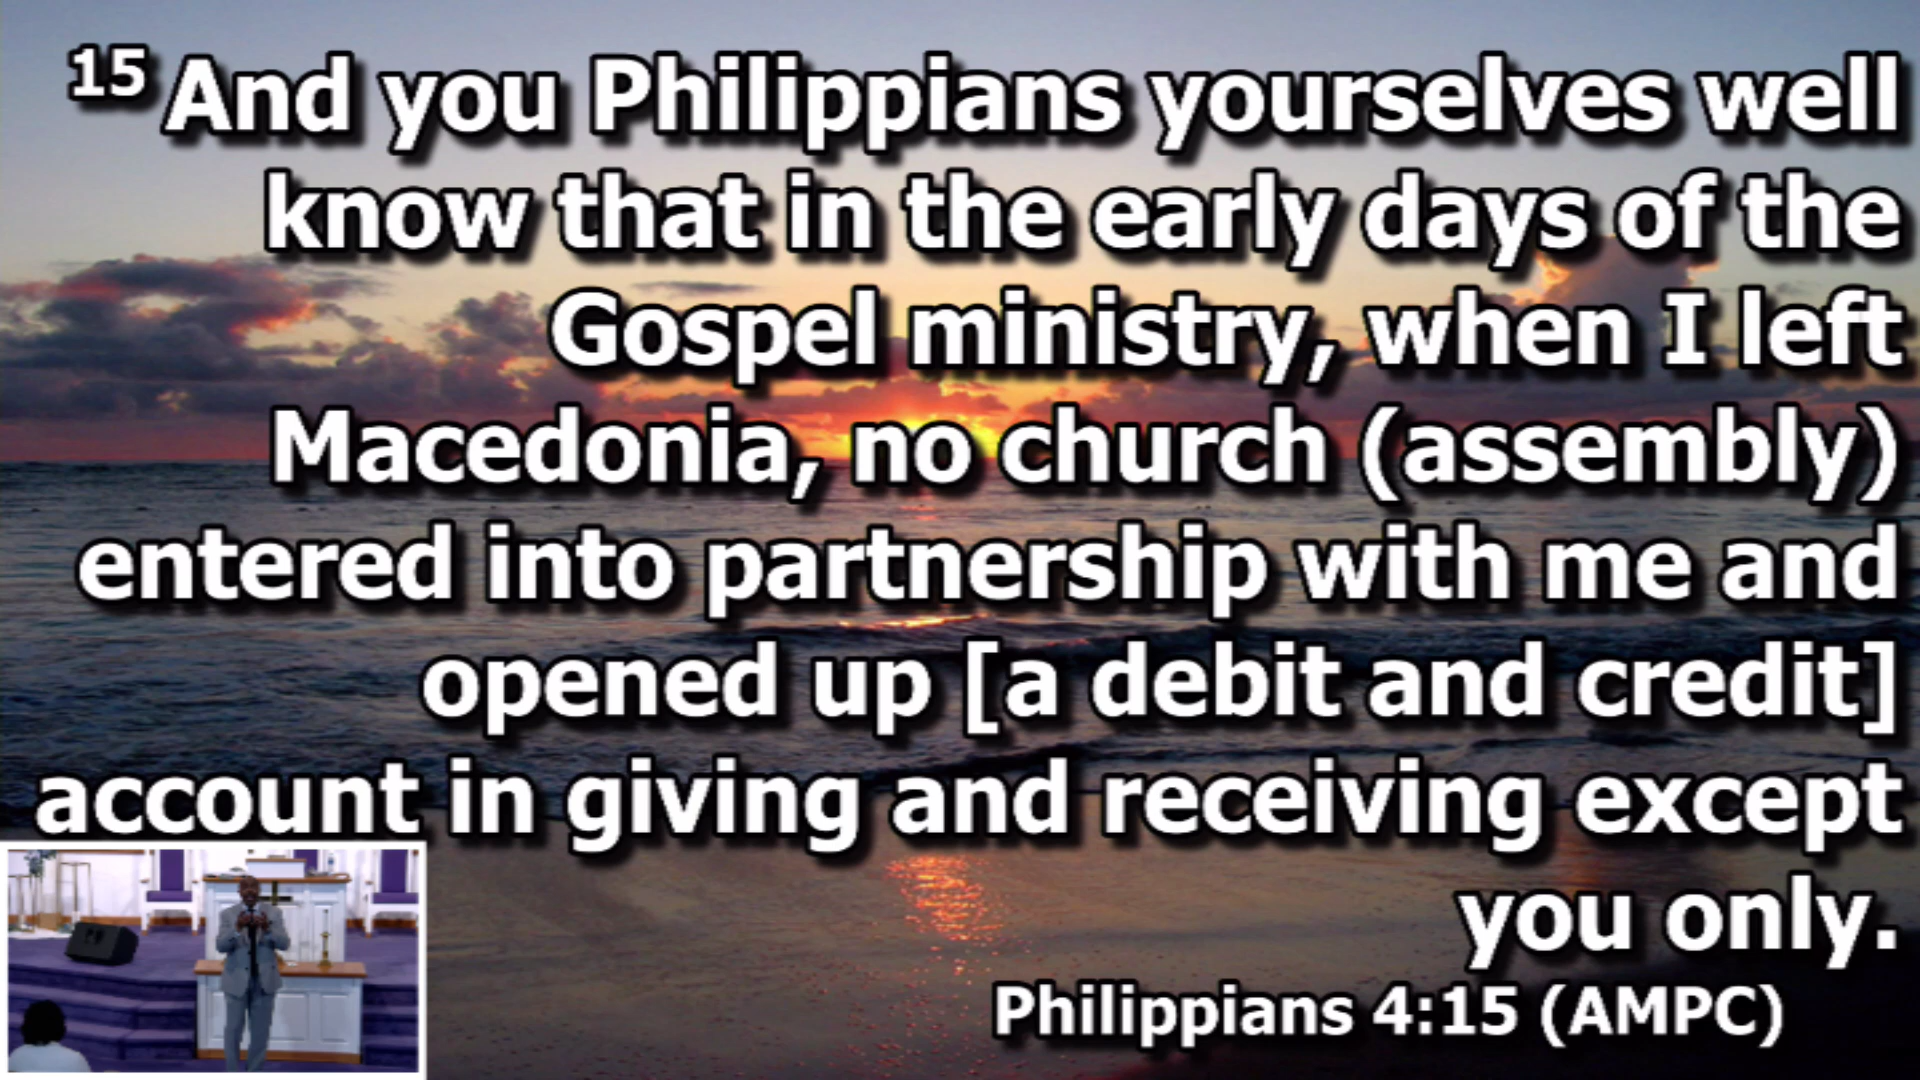 15 And you Philippians yourselves well
know that in the early days of the
Gospel ministry, when I left
Macedonia, no church (assembly)
entered into partnership with me and
opened up [a debit and credit]
account in giving and receiving except
you only.
Philippians 4:15 (AMPC)